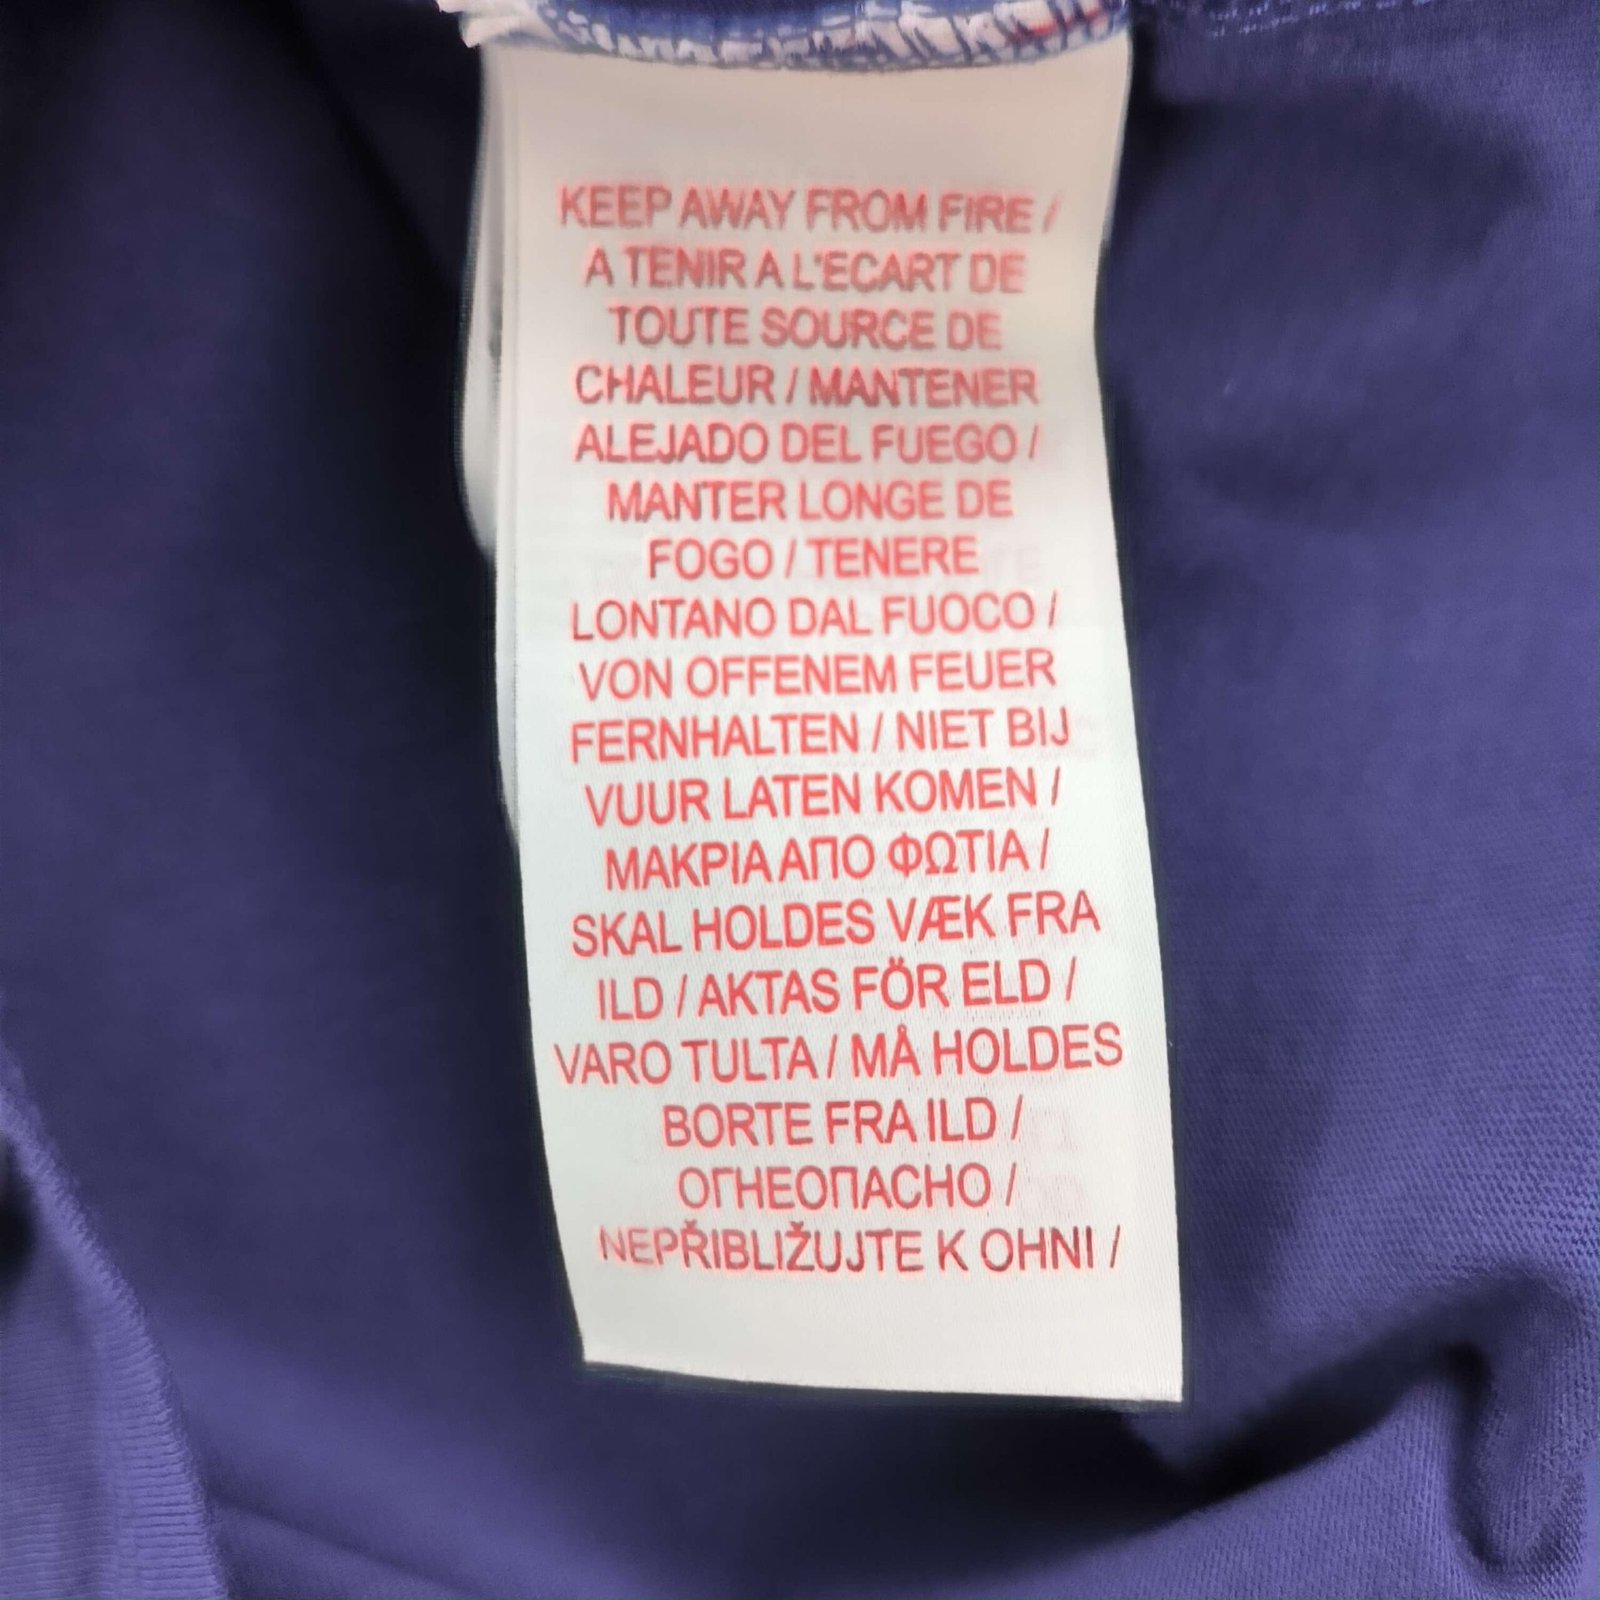 KEEP AWAY FROM FIRE /
A TENIR A L'ECART DE
TOUTE SOURCE DE
CHALEUR / MANTENER
ALEJADO DEL FUEGO /
MANTER LONGE DE
FOGO / TENERE
LONTANO DAL FUOCO /
VON OFFENEM FEUER
FERNHALTEN / NIET BIJ
VUUR LATEN KOMEN /
ΜΑΚΡΙΑ ΑΠΟ ΦΩΤΙΑ /
SKAL HOLDES VÆK FRA
ILD / AKTAS FÖR ELD /
VARO TULTA / MÅ HOLDES
BORTE FRA ILD /
ОГНЕОПАСНО /
NEPŘIBLIŽUJTE K OHNI /